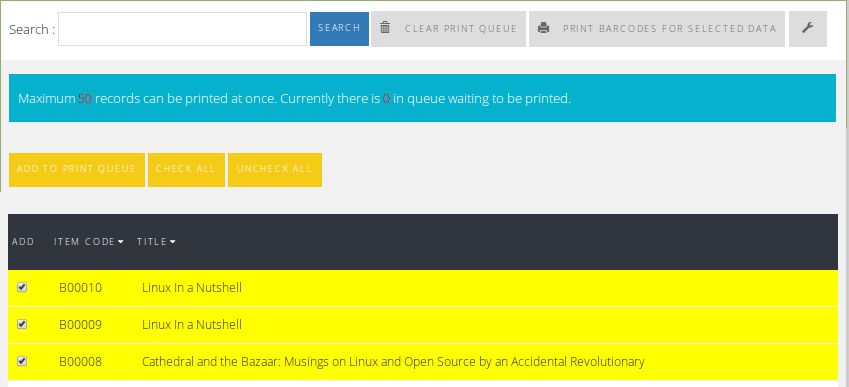 Search : SEARCH CLEAR PRINT QUEUE PRINT BARCODES FOR SELECTED DATA
Maximum 50 records can be printed at once. Currently there is 0 in queue waiting to be printed.
ADD TO PRINT QUEUE CHECK ALL UNCHECK ALL
ADD ITEM CODE TITLE
B00010 Linux In a Nutshell
B00009 Linux In a Nutshell
B00008 Cathedral and the Bazaar: Musings on Linux and Open Source by an Accidental Revolutionary